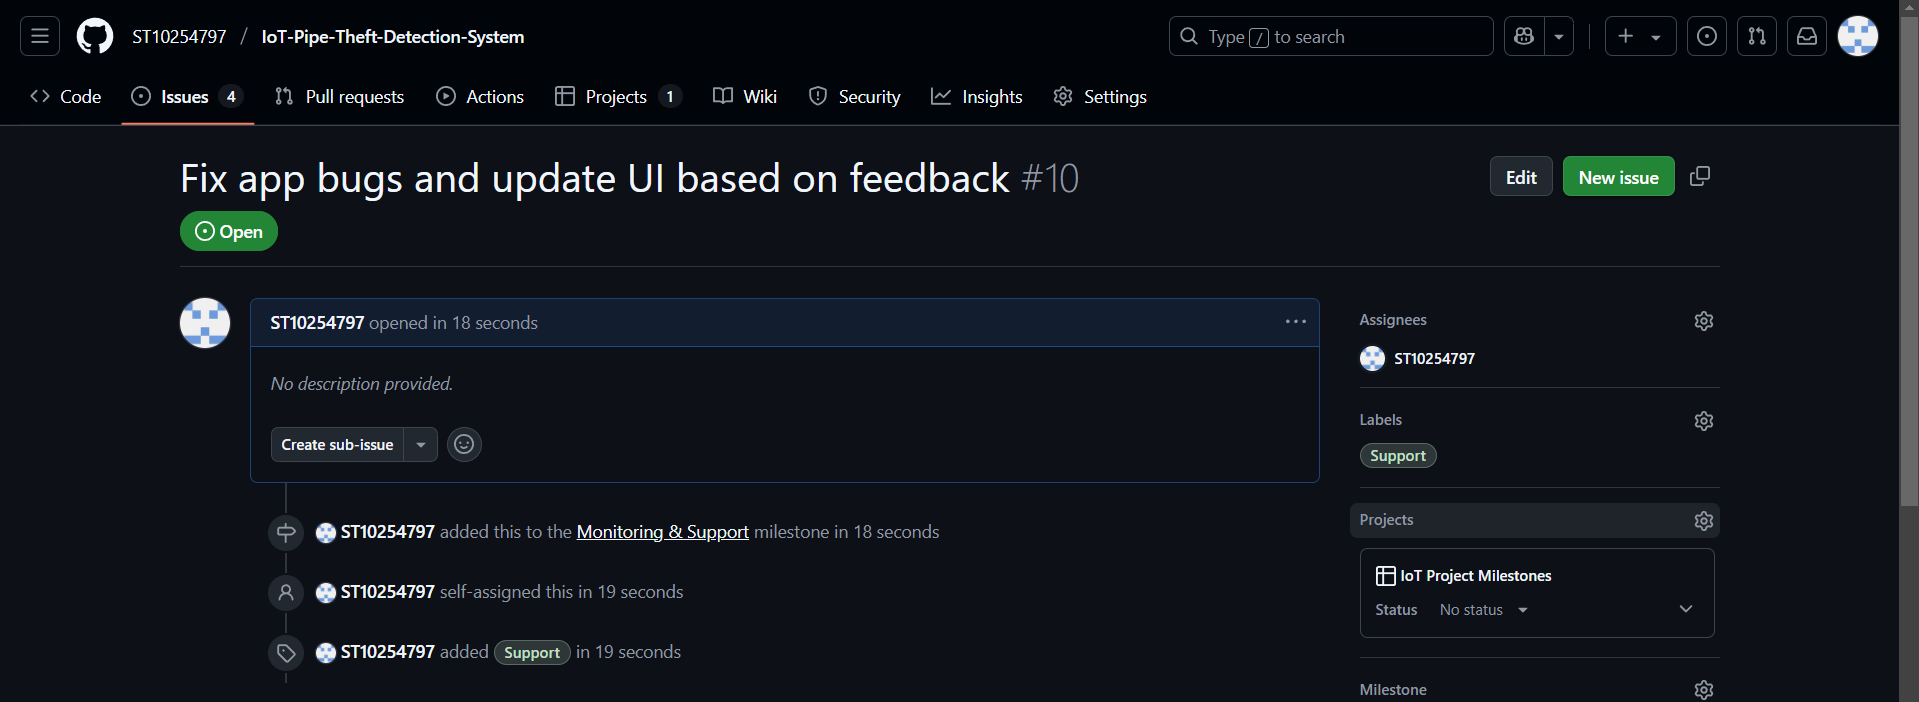 ST10254797 / IoT-Pipe-Theft-Detection-System
Type / to search
Code
Issues 4
Pull requests
Actions
Projects 1
Wiki
Security
Insights
Settings
Fix app bugs and update UI based on feedback #10
Edit
New issue
Open
ST10254797 opened in 18 seconds
No description provided.
Create sub-issue
ST10254797 added this to the Monitoring & Support milestone in 18 seconds
ST10254797 self-assigned this in 19 seconds
ST10254797 added Support in 19 seconds
Assignees
ST10254797
Labels
Support
Projects
IoT Project Milestones
Status No status
Milestone